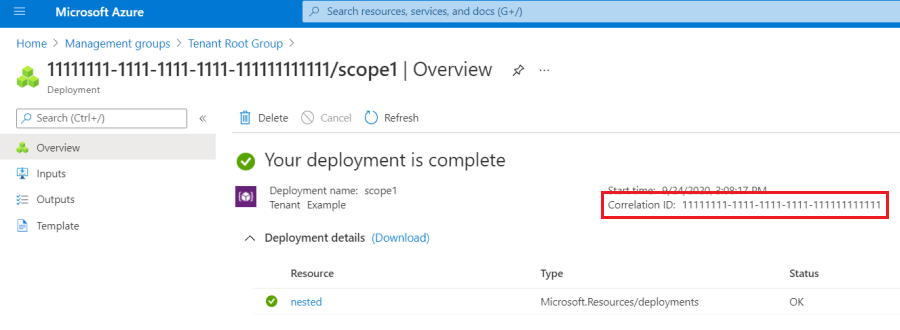 Microsoft Azure
Search resources, services, and docs (G+/)
Home > Management groups > Tenant Root Group >
11111111-1111-1111-1111-111111111111/scope1 | Overview
Deployment
Search (Ctrl+/)
Overview
Inputs
Outputs
Template
Delete Cancel Refresh
Your deployment is complete
Deployment name: scope1
Start time: 9/24/2020, 3:08:17 PM
Tenant Example
Correlation ID: 11111111-1111-1111-1111-111111111111
Deployment details (Download)
Resource Type Status
nested Microsoft.Resources/deployments OK